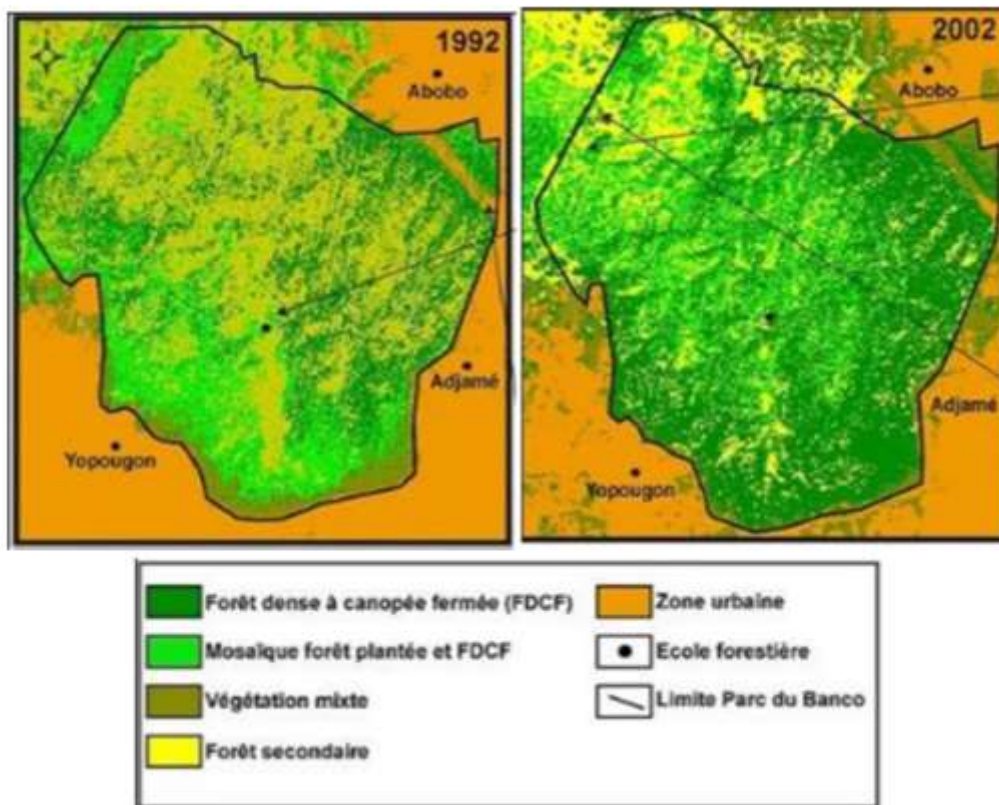 1992
Abobo
Adjamé
Yopougon
2002
Abobo
Adjamé
Yopougon
Forêt dense à canopée fermée (FDCF)
Mosaïque forêt plantée et FDCF
Végétation mixte
Forêt secondaire
Zone urbaine
Ecole forestière
Limite Parc du Banco